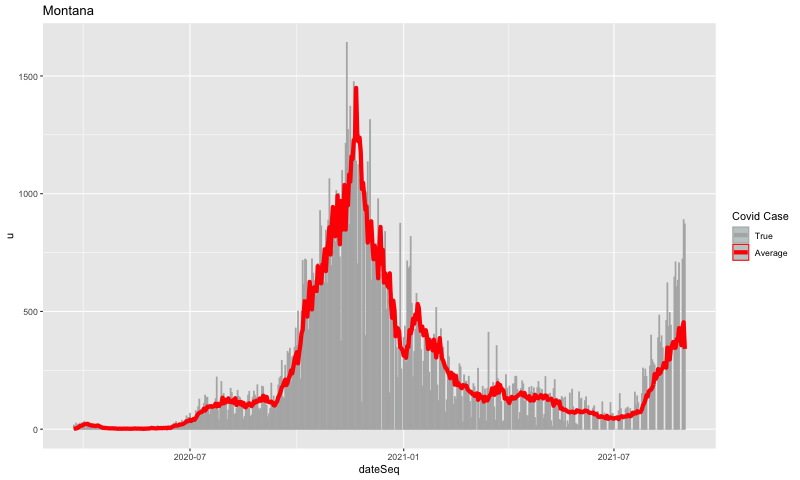 Montana
u
1500
1000
500
0
2020-07
2021-01
2021-07
dateSeq
Covid Case
True
Average